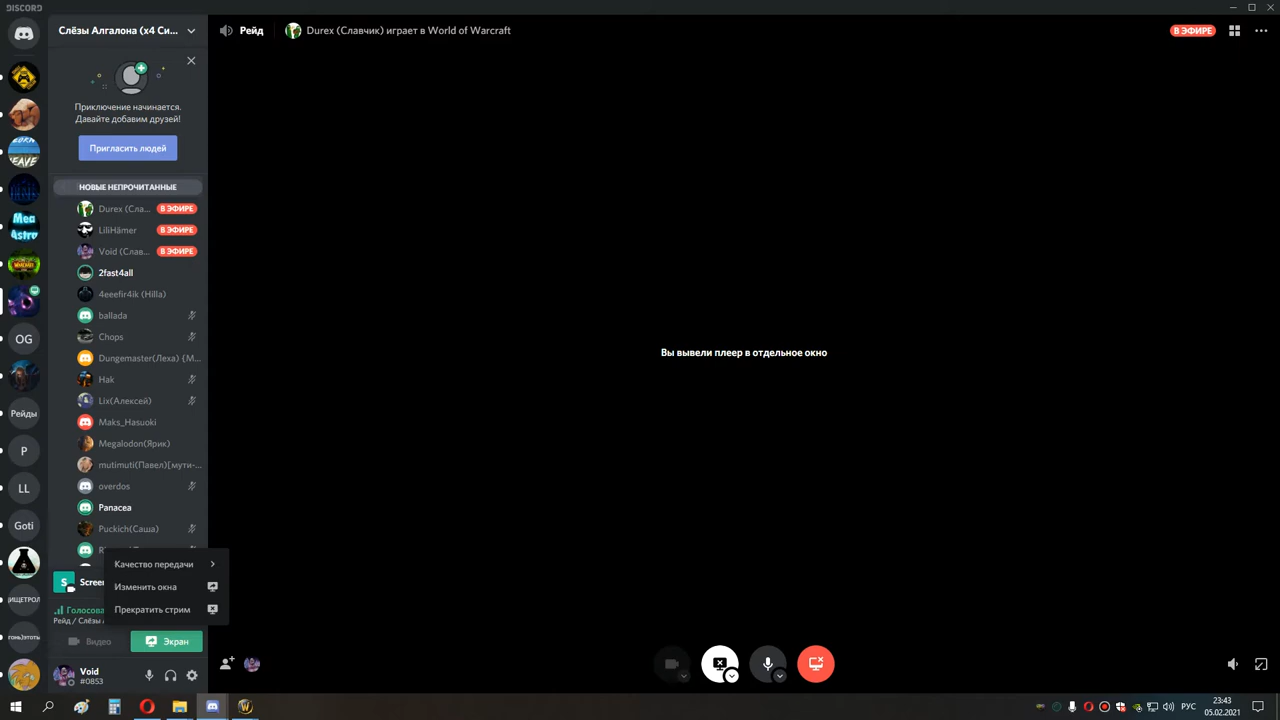 DISCORD
Слёзы Алгалона (x4 Си...
Рейд
Durex (Славчик) играет в World of Warcraft
В ЭФИРЕ
Приключение начинается.
Давайте добавим друзей!
Пригласить людей
НОВЫЕ НЕПРОЧИТАННЫЕ
Durex (Сла... В ЭФИРЕ
LiliHämer В ЭФИРЕ
Void (Слав... В ЭФИРЕ
2fast4all
4eeefir4ik (Hilla)
ballada
Chops
Dungemaster(Леха) {М...
Hak
Lix(Алексей)
Maks_Hasuoki
Megalodon(Ярик)
mutimuti(Павел)[мути-...
overdos
Panacea
Puckich(Саша)
Вы вывели плеер в отдельное окно
Mea
Astro
OG
Рейды
P
LL
Goti
Качество передачи
Изменить окна
Прекратить стрим
S
Screen
Голосова
Рейд / Слёзы А
Видео
Экран
Void
#0853
РУС
23:43
05.02.2021